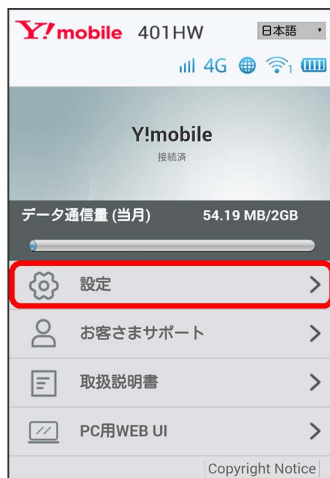 Y!mobile 401HW 日本語
4G 1
Y!mobile
接続済
データ通信量 (当月) 54.19 MB/2GB
設定
お客さまサポート
取扱説明書
PC用WEB UI
Copyright Notice